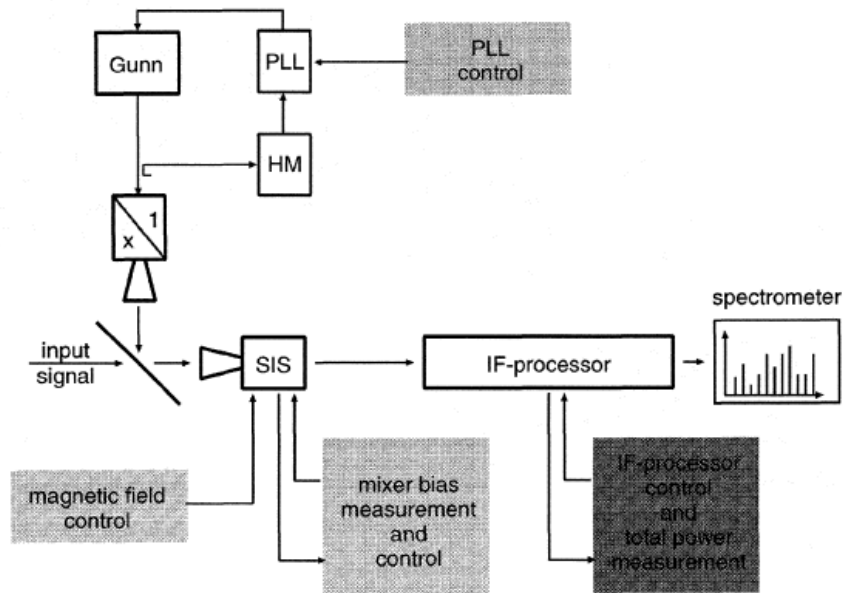 Gunn
PLL
PLL
control
HM
1
x
spectrometer
input
signal
SIS
IF-processor
magnetic field
control
mixer bias
measurement
and
control
IF-processor
control
and
total power
measurement